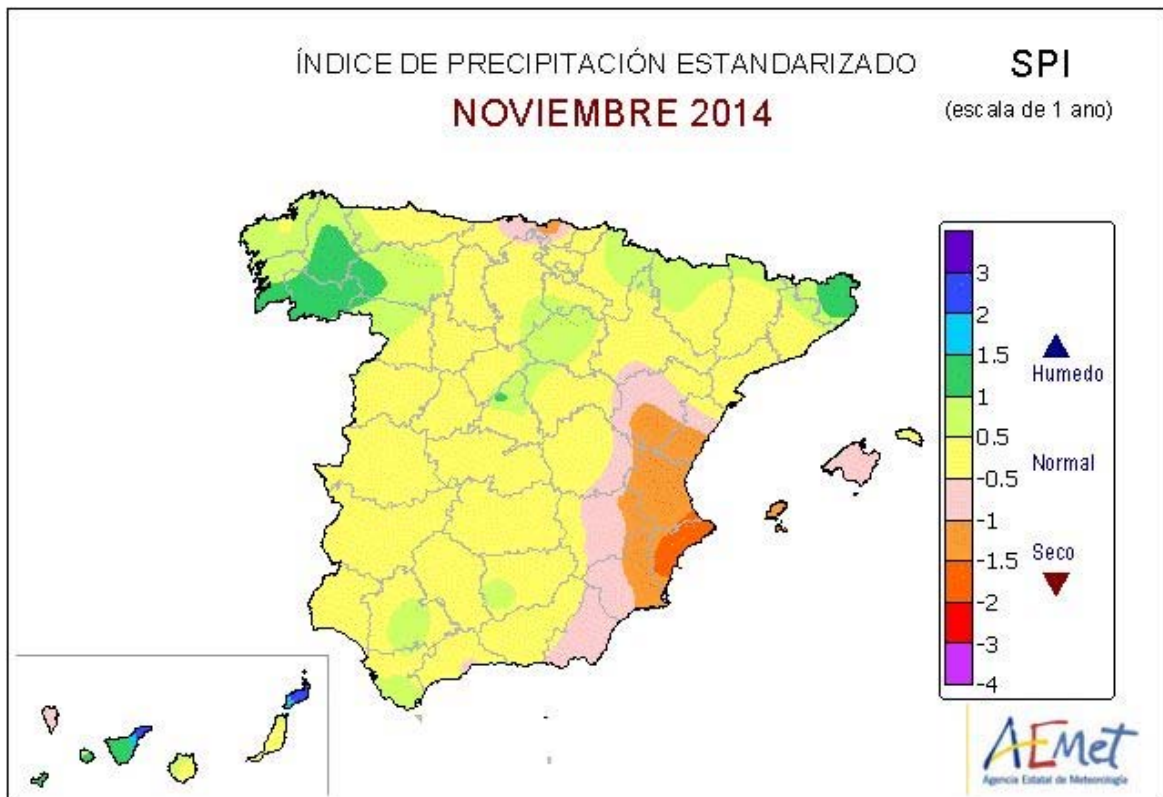 ÍNDICE DE PRECIPITACIÓN ESTANDARIZADO
NOVIEMBRE 2014
SPI
(escala de 1 ano)
3
2
1.5
1
0.5
-0.5
-1
-1.5
-2
-3
-4
Humedo
Normal
Seco
AEMet
Agencia Estatal de Meteorología